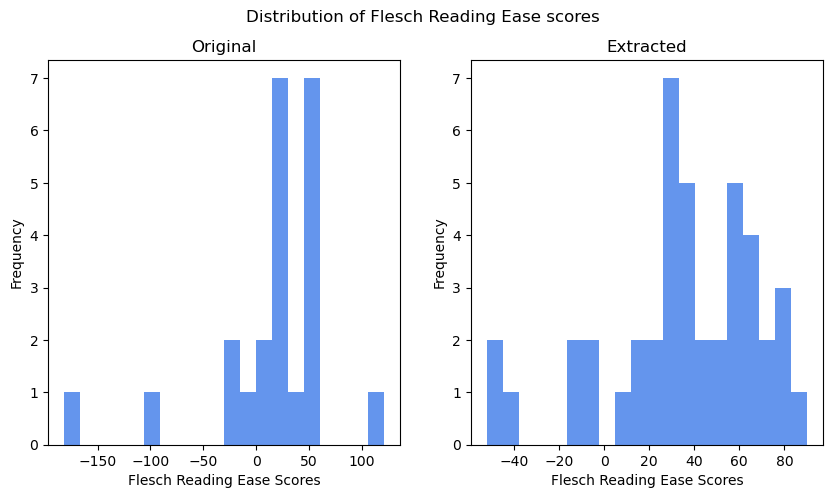 Distribution of Flesch Reading Ease scores
Original
7
6
5
4
3
2
1
0
Frequency
−150 −100 −50 0 50 100
Flesch Reading Ease Scores
Extracted
7
6
5
4
3
2
1
0
Frequency
−40 −20 0 20 40 60 80
Flesch Reading Ease Scores